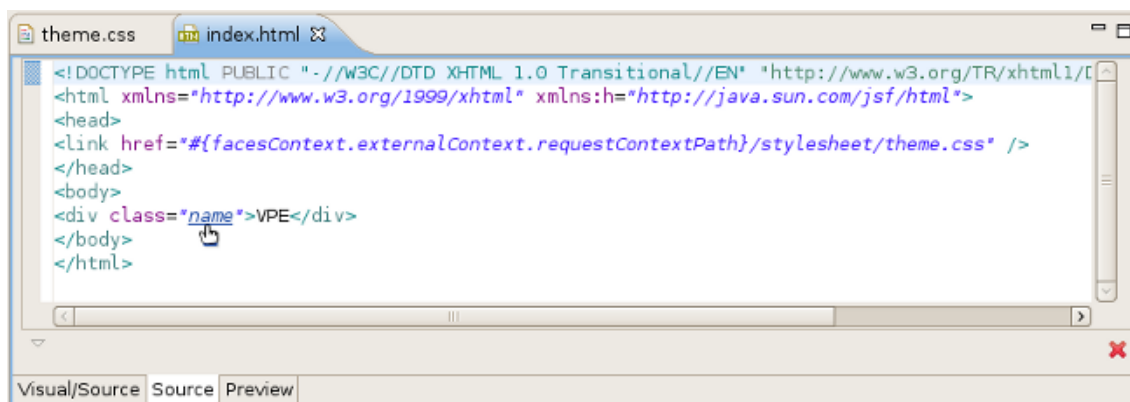 theme.css index.html
<!DOCTYPE html PUBLIC "-//W3C//DTD XHTML 1.0 Transitional//EN" "http://www.w3.org/TR/xhtml1/D
<html xmlns="http://www.w3.org/1999/xhtml" xmlns:h="http://java.sun.com/jsf/html">
<head>
<link href="#{facesContext.externalContext.requestContextPath}/stylesheet/theme.css" />
</head>
<body>
<div class="name">VPE</div>
</body>
</html>
Visual/Source Source Preview